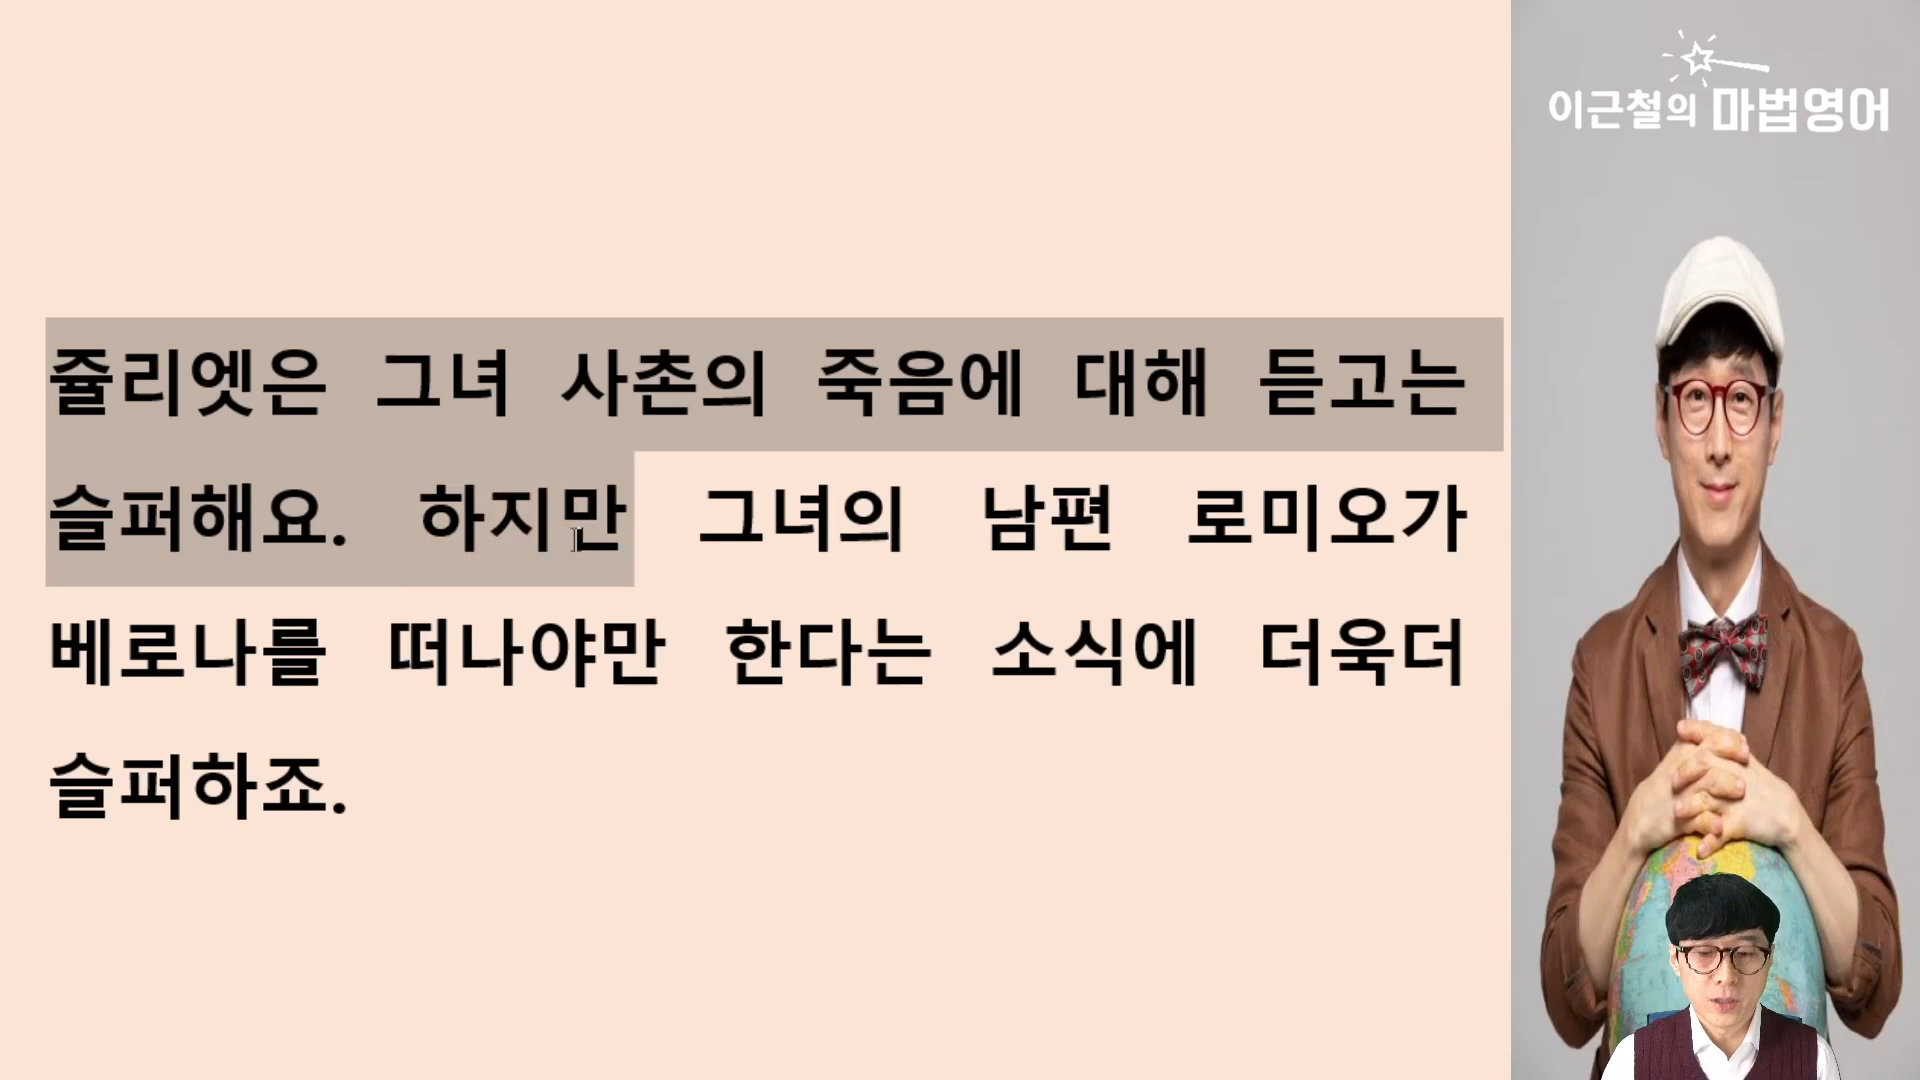 이근철의 마법영어
쥴리엣은 그녀 사촌의 죽음에 대해 듣고는
슬퍼해요. 하지만 그녀의 남편 로미오가
베로나를 떠나야만 한다는 소식에 더욱더
슬퍼하죠.